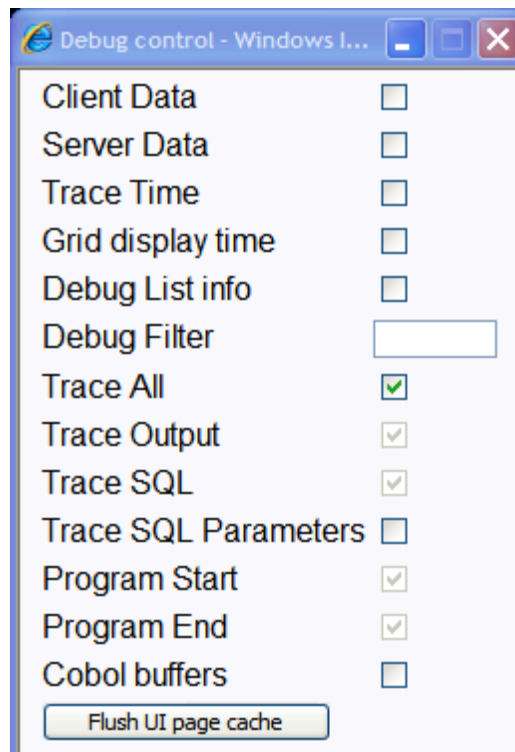 Debug control - Windows I...
Client Data
Server Data
Trace Time
Grid display time
Debug List info
Debug Filter
Trace All
Trace Output
Trace SQL
Trace SQL Parameters
Program Start
Program End
Cobol buffers
Flush UI page cache